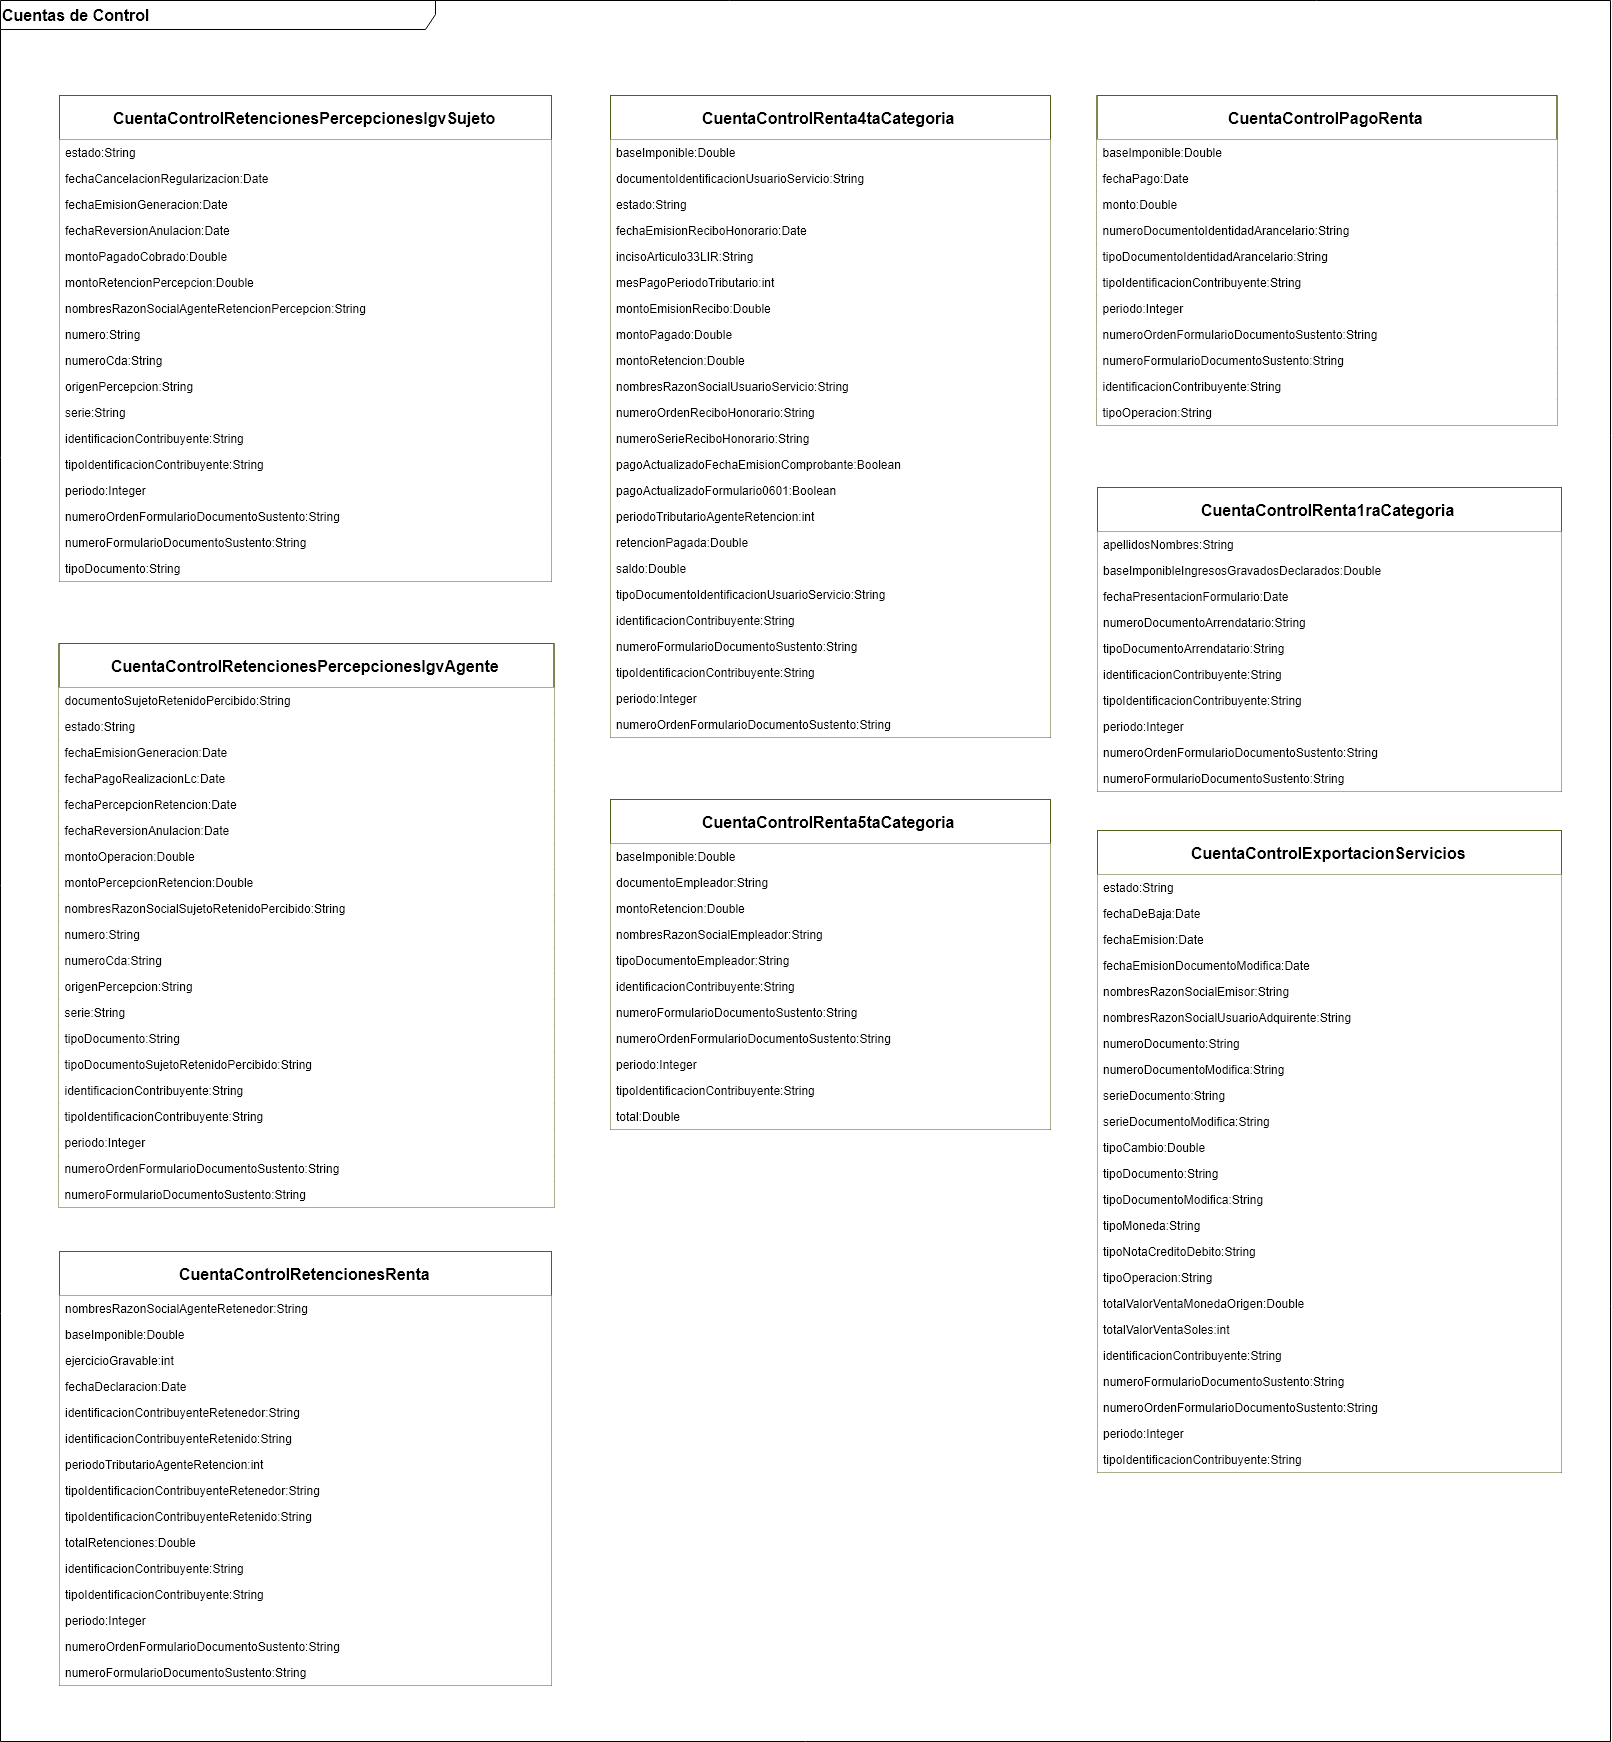 Cuentas de Control
CuentaControlRetencionesPercepcionesIgvSujeto
estado:String
fechaCancelacionRegularizacion:Date
fechaEmisionGeneracion:Date
fechaReversionAnulacion:Date
montoPagadoCobrado:Double
montoRetencionPercepcion:Double
nombresRazonSocialAgenteRetencionPercepcion:String
numero:String
numeroCda:String
origenPercepcion:String
serie:String
identificacionContribuyente:String
tipoIdentificacionContribuyente:String
periodo:Integer
numeroOrdenFormularioDocumentoSustento:String
numeroFormularioDocumentoSustento:String
tipoDocumento:String
CuentaControlRetencionesPercepcionesIgvAgente
documentoSujetoRetenidoPercibido:String
estado:String
fechaEmisionGeneracion:Date
fechaPagoRealizacionLc:Date
fechaPercepcionRetencion:Date
fechaReversionAnulacion:Date
montoOperacion:Double
montoPercepcionRetencion:Double
nombresRazonSocialSujetoRetenidoPercibido:String
numero:String
numeroCda:String
origenPercepcion:String
serie:String
tipoDocumento:String
tipoDocumentoSujetoRetenidoPercibido:String
identificacionContribuyente:String
tipoIdentificacionContribuyente:String
periodo:Integer
numeroOrdenFormularioDocumentoSustento:String
numeroFormularioDocumentoSustento:String
CuentaControlRetencionesRenta
nombresRazonSocialAgenteRetenedor:String
baseImponible:Double
ejercicioGravable:int
fechaDeclaracion:Date
identificacionContribuyenteRetenedor:String
identificacionContribuyenteRetenido:String
periodoTributarioAgenteRetencion:int
tipoIdentificacionContribuyenteRetenedor:String
tipoIdentificacionContribuyenteRetenido:String
totalRetenciones:Double
identificacionContribuyente:String
tipoIdentificacionContribuyente:String
periodo:Integer
numeroOrdenFormularioDocumentoSustento:String
numeroFormularioDocumentoSustento:String
CuentaControlRenta4taCategoria
baseImponible:Double
documentoIdentificacionUsuarioServicio:String
estado:String
fechaEmisionReciboHonorario:Date
incisoArticulo33LIR:String
mesPagoPeriodoTributario:int
montoEmisionRecibo:Double
montoPagado:Double
montoRetencion:Double
nombresRazonSocialUsuarioServicio:String
numeroOrdenReciboHonorario:String
numeroSerieReciboHonorario:String
pagoActualizadoFechaEmisionComprobante:Boolean
pagoActualizadoFormulario0601:Boolean
periodoTributarioAgenteRetencion:int
retencionPagada:Double
saldo:Double
tipoDocumentoIdentificacionUsuarioServicio:String
identificacionContribuyente:String
numeroFormularioDocumentoSustento:String
tipoIdentificacionContribuyente:String
periodo:Integer
numeroOrdenFormularioDocumentoSustento:String
CuentaControlRenta5taCategoria
baseImponible:Double
documentoEmpleador:String
montoRetencion:Double
nombresRazonSocialEmpleador:String
tipoDocumentoEmpleador:String
identificacionContribuyente:String
numeroFormularioDocumentoSustento:String
numeroOrdenFormularioDocumentoSustento:String
periodo:Integer
tipoIdentificacionContribuyente:String
total:Double
CuentaControlPagoRenta
baseImponible:Double
fechaPago:Date
monto:Double
numeroDocumentoIdentidadArancelario:String
tipoDocumentoIdentidadArancelario:String
tipoIdentificacionContribuyente:String
periodo:Integer
numeroOrdenFormularioDocumentoSustento:String
numeroFormularioDocumentoSustento:String
identificacionContribuyente:String
tipoOperacion:String
CuentaControlRenta1raCategoria
apellidosNombres:String
baseImponibleIngresosGravadosDeclarados:Double
fechaPresentacionFormulario:Date
numeroDocumentoArrendatario:String
tipoDocumentoArrendatario:String
identificacionContribuyente:String
tipoIdentificacionContribuyente:String
periodo:Integer
numeroOrdenFormularioDocumentoSustento:String
numeroFormularioDocumentoSustento:String
CuentaControlExportacionServicios
estado:String
fechaDeBaja:Date
fechaEmision:Date
fechaEmisionDocumentoModifica:Date
nombresRazonSocialEmisor:String
nombresRazonSocialUsuarioAdquirente:String
numeroDocumento:String
numeroDocumentoModifica:String
serieDocumento:String
serieDocumentoModifica:String
tipoCambio:Double
tipoDocumento:String
tipoDocumentoModifica:String
tipoMoneda:String
tipoNotaCreditoDebito:String
tipoOperacion:String
totalValorVentaMonedaOrigen:Double
totalValorVentaSoles:int
identificacionContribuyente:String
numeroFormularioDocumentoSustento:String
numeroOrdenFormularioDocumentoSustento:String
periodo:Integer
tipoIdentificacionContribuyente:String